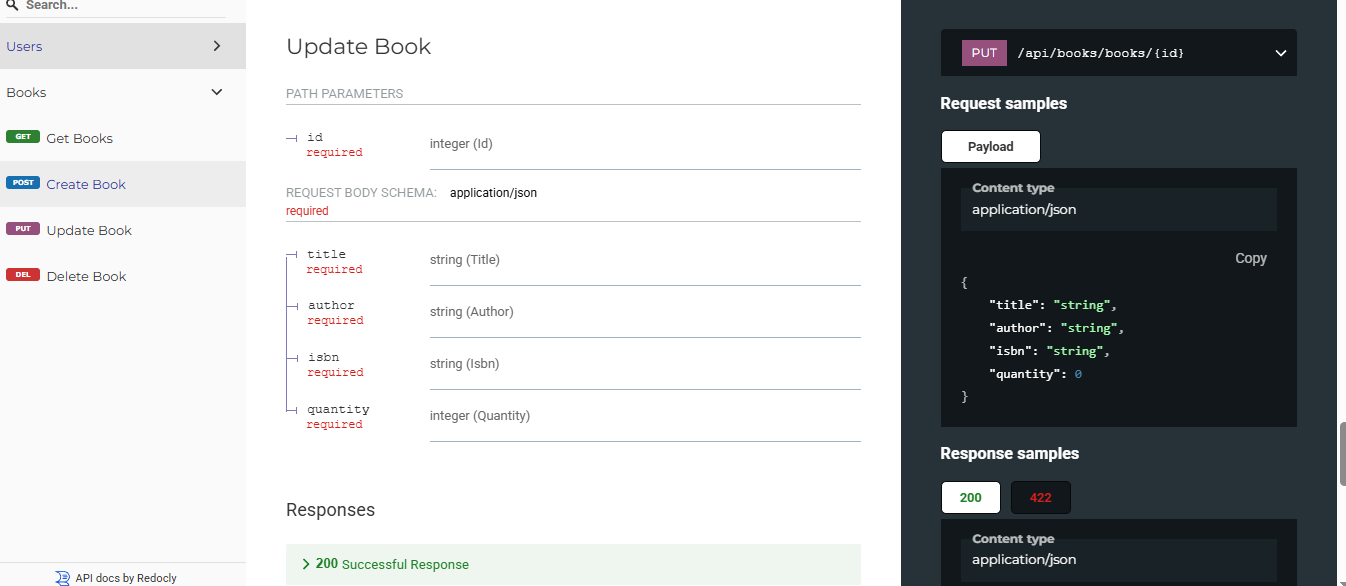 Search...
Users
Books
GET Get Books
POST Create Book
PUT Update Book
DEL Delete Book
API docs by Redocly
Update Book
PATH PARAMETERS
id
required
integer (Id)
REQUEST BODY SCHEMA: application/json
required
title
required
string (Title)
author
required
string (Author)
isbn
required
string (Isbn)
quantity
required
integer (Quantity)
Responses
200 Successful Response
PUT /api/books/books/{id}
Request samples
Payload
Content type
application/json
Copy
{
"title": "string",
"author": "string",
"isbn": "string",
"quantity": 0
}
Response samples
200 422
Content type
application/json